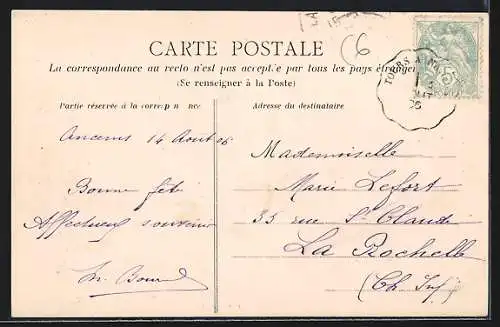 CARTE POSTALE
La correspondance au recto n'est pas acceptée par tous les pays étrangers
(Se renseigner à la Poste)
Partie réservée à la correspondance
Adresse du destinataire
TOURS A
Ancenis 14 Août 06
Bonne fête
Affectueux souvenir
Mademoiselle
Marie Lefort
35 rue St Claude
La Rochelle
(Ch Inf)